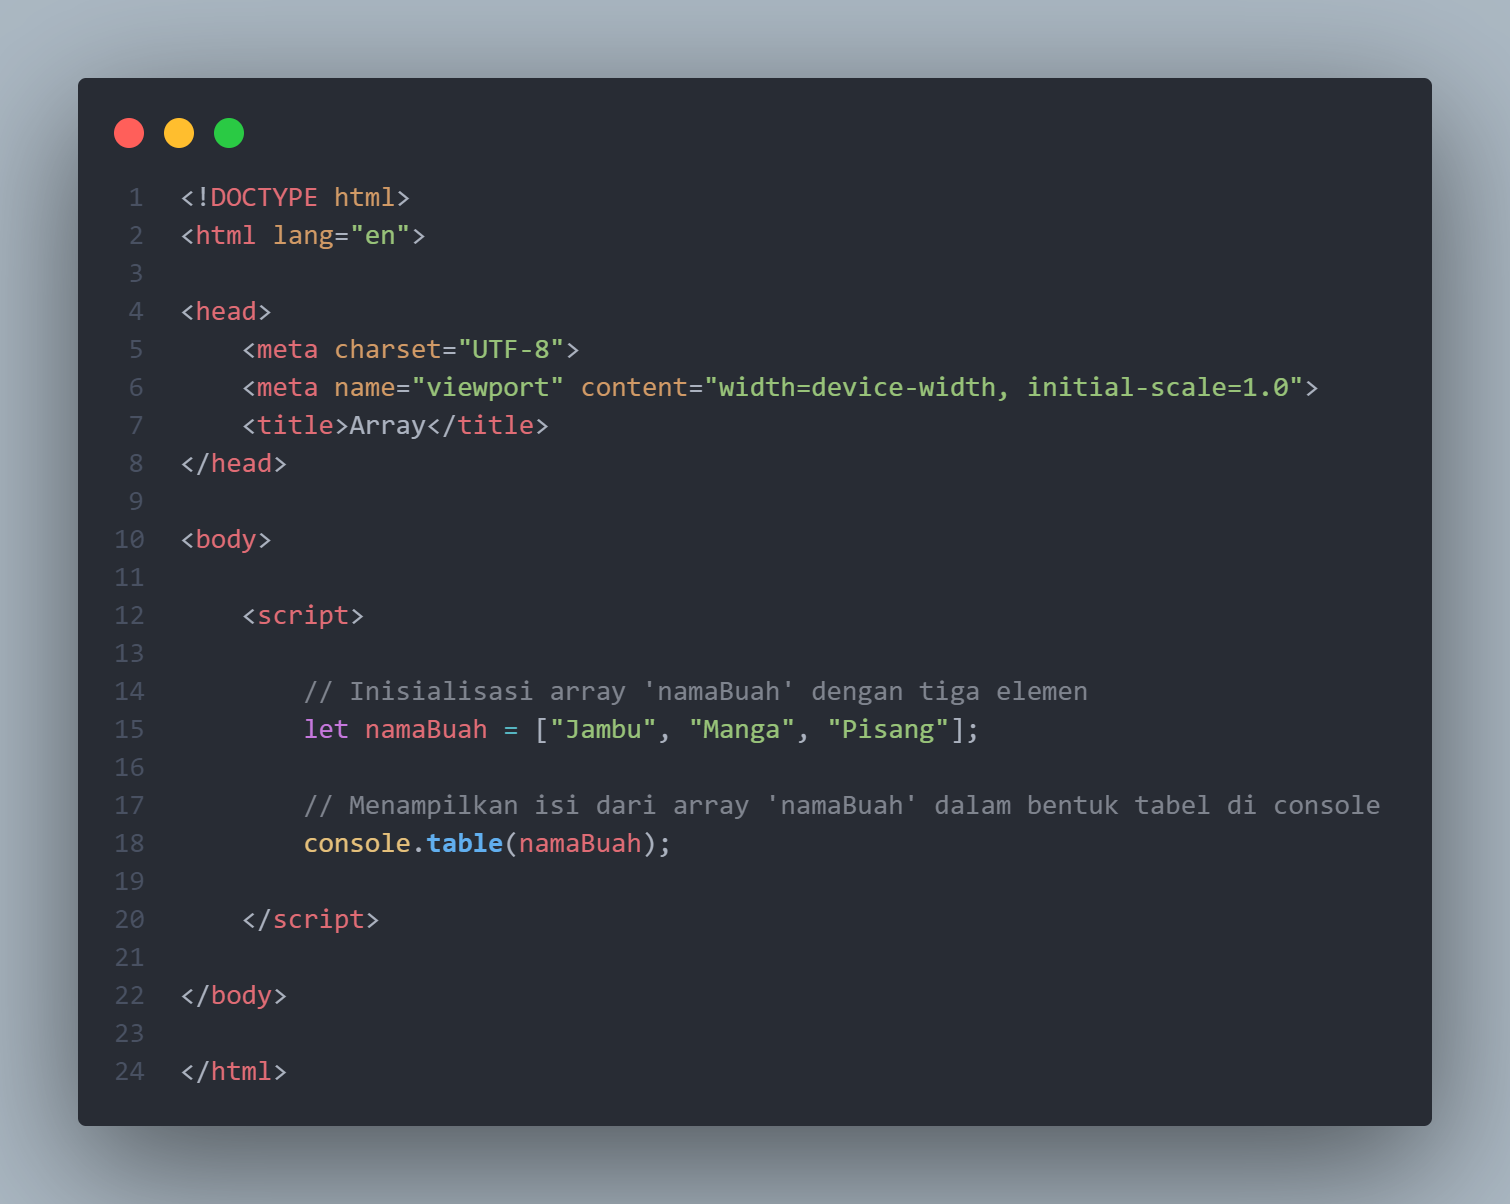 1 <!DOCTYPE html>
2 <html lang="en">
3
4 <head>
5     <meta charset="UTF-8">
6     <meta name="viewport" content="width=device-width, initial-scale=1.0">
7     <title>Array</title>
8 </head>
9
10 <body>
11
12     <script>
13
14         // Inisialisasi array 'namaBuah' dengan tiga elemen
15         let namaBuah = ["Jambu", "Manga", "Pisang"];
16
17         // Menampilkan isi dari array 'namaBuah' dalam bentuk tabel di console
18         console.table(namaBuah);
19
20     </script>
21
22 </body>
23
24 </html>